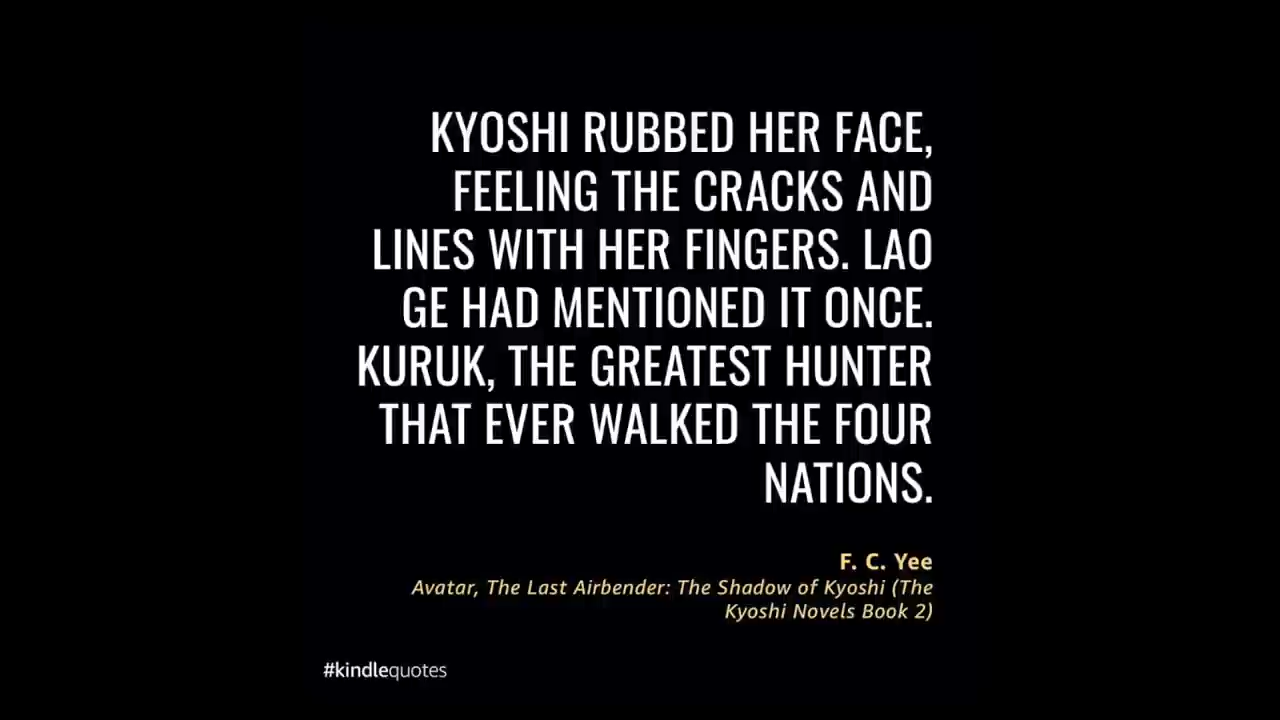 KYOSHI RUBBED HER FACE,
FEELING THE CRACKS AND
LINES WITH HER FINGERS. LAO
GE HAD MENTIONED IT ONCE.
KURUK, THE GREATEST HUNTER
THAT EVER WALKED THE FOUR
NATIONS.
F. C. Yee
Avatar, The Last Airbender: The Shadow of Kyoshi (The
Kyoshi Novels Book 2)
#kindlequotes